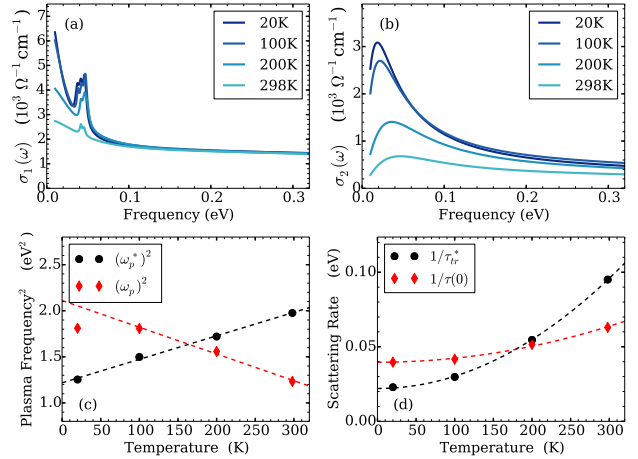 (a)
20K
100K
200K
298K
σ₁(ω) (10³ Ω⁻¹ cm⁻¹)
0 1 2 3 4 5 6 7
0.0 0.1 0.2 0.3
Frequency (eV)
(b)
20K
100K
200K
298K
σ₂(ω) (10³ Ω⁻¹ cm⁻¹)
0 1 2 3
0.0 0.1 0.2 0.3
Frequency (eV)
(ωₚ*)²
(ωₚ)²
Plasma Frequency² (eV²)
1.0 1.5 2.0 2.5
(c)
0 50 100 150 200 250 300
Temperature (K)
1/τₜᵣ*
1/τ(0)
Scattering Rate (eV)
0.00 0.05 0.10
(d)
0 50 100 150 200 250 300
Temperature (K)